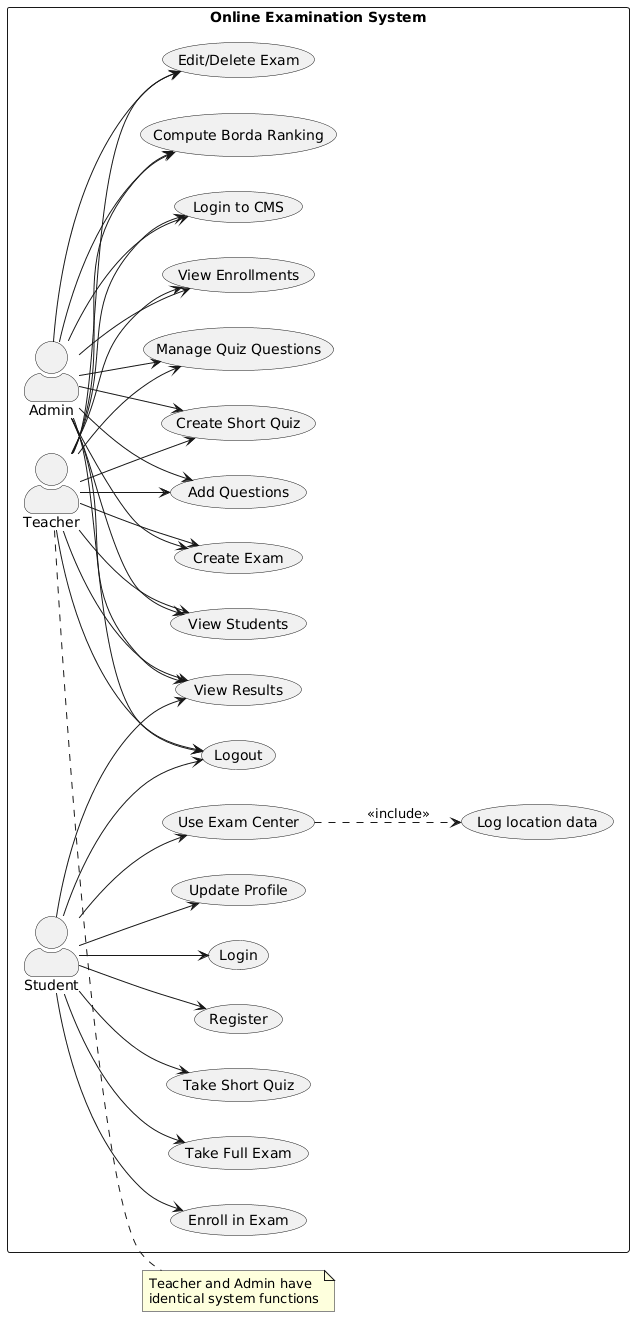 Online Examination System
Edit/Delete Exam
Compute Borda Ranking
Login to CMS
View Enrollments
Manage Quiz Questions
Admin
Create Short Quiz
Add Questions
Teacher
Create Exam
View Students
View Results
Logout
Use Exam Center
«include»
Log location data
Update Profile
Login
Student
Register
Take Short Quiz
Take Full Exam
Enroll in Exam
Teacher and Admin have
identical system functions